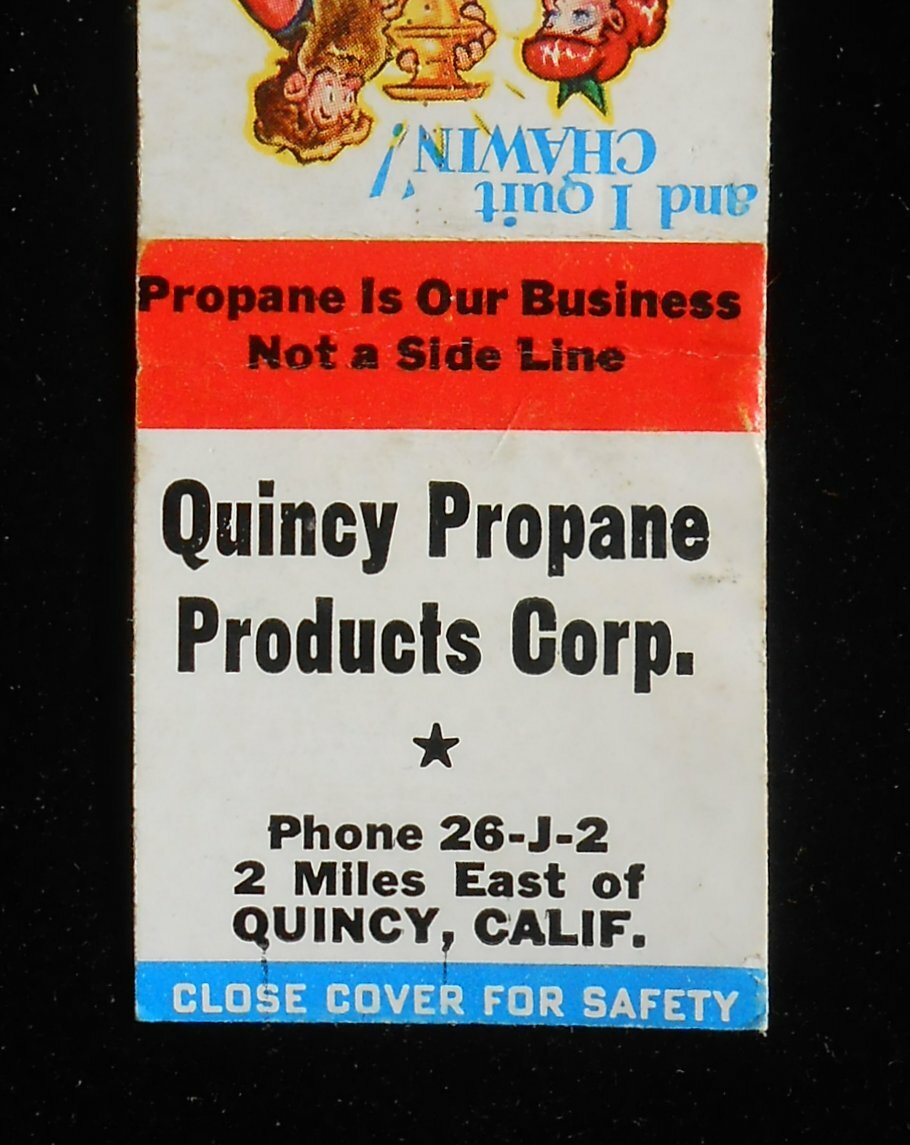 and I quit
CHAWIN'!
Propane Is Our Business
Not a Side Line
Quincy Propane
Products Corp.
Phone 26-J-2
2 Miles East of
QUINCY, CALIF.
CLOSE COVER FOR SAFETY